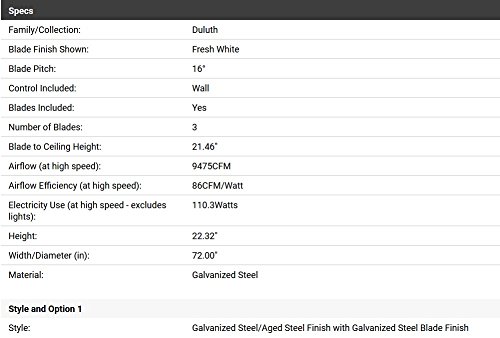 Specs
Family/Collection: Duluth
Blade Finish Shown: Fresh White
Blade Pitch: 16°
Control Included: Wall
Blades Included: Yes
Number of Blades: 3
Blade to Ceiling Height: 21.46"
Airflow (at high speed): 9475CFM
Airflow Efficiency (at high speed): 86CFM/Watt
Electricity Use (at high speed - excludes 110.3Watts
lights):
Height: 22.32"
Width/Diameter (in): 72.00"
Material: Galvanized Steel
Style and Option 1
Style: Galvanized Steel/Aged Steel Finish with Galvanized Steel Blade Finish